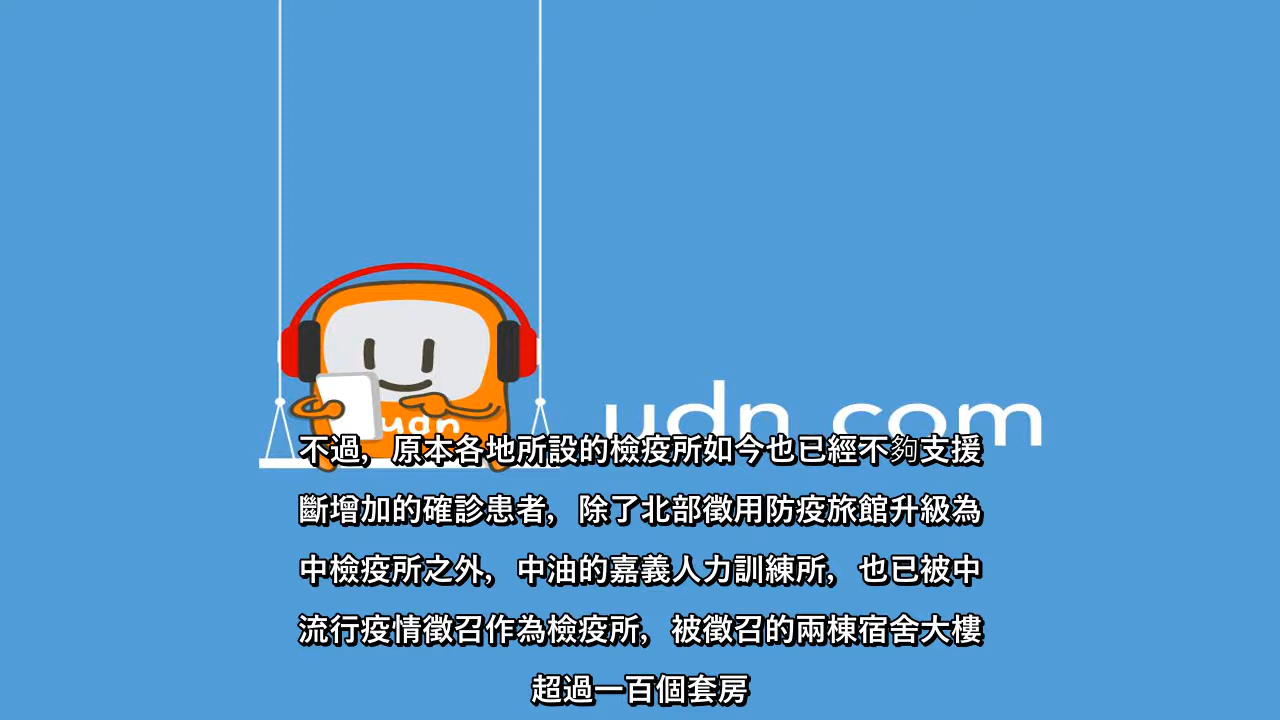 udn.com
udn
不過，原本各地所設的檢疫所如今也已經不夠支援
斷增加的確診患者，除了北部徵用防疫旅館升級為
中檢疫所之外，中油的嘉義人力訓練所，也已被中
流行疫情徵召作為檢疫所，被徵召的兩棟宿舍大樓
超過一百個套房